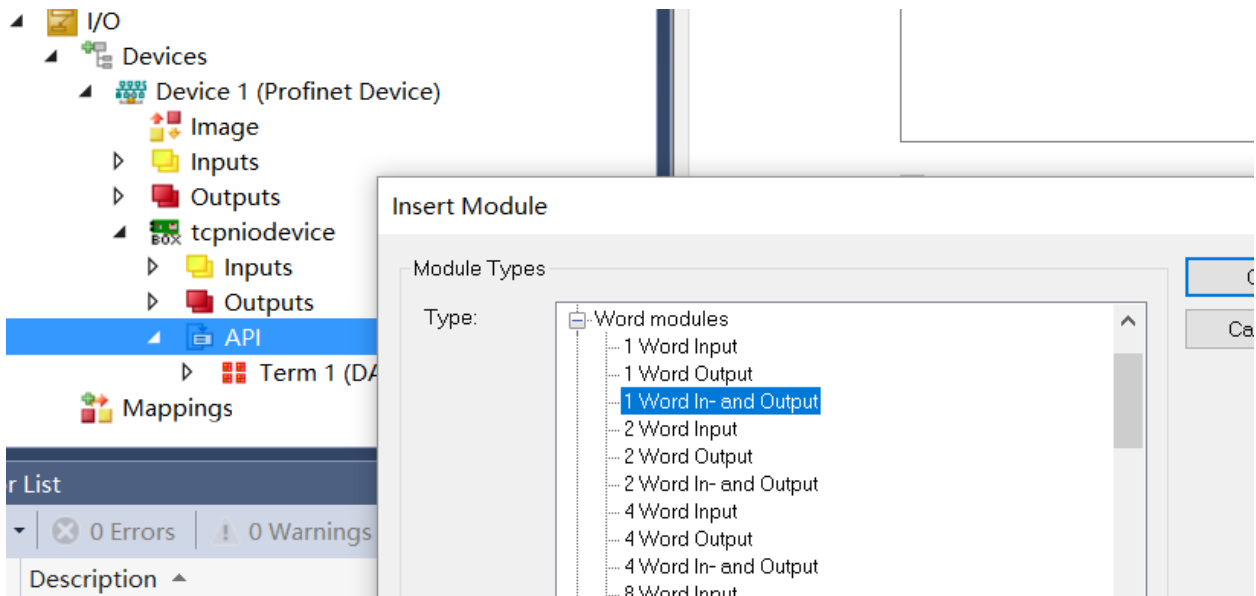 I/O
Devices
Device 1 (Profinet Device)
Image
Inputs
Outputs
tcpniodevice
BOX
Inputs
Outputs
API
Term 1 (DA
Mappings
r List
0 Errors
0 Warnings
Description
Insert Module
Module Types
Type:
Word modules
1 Word Input
1 Word Output
1 Word In- and Output
2 Word Input
2 Word Output
2 Word In- and Output
4 Word Input
4 Word Output
4 Word In- and Output
8 Word Input
Ca